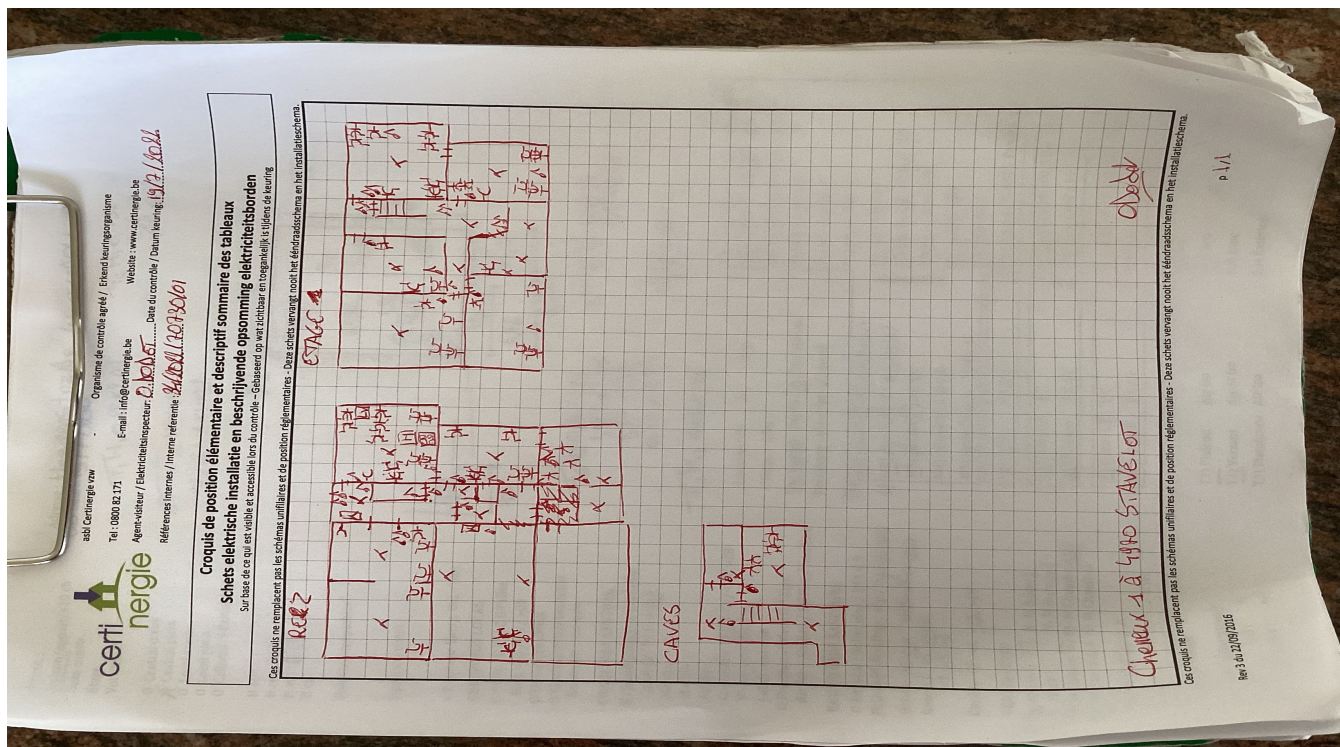 certi
nergie
asbl Certinergie vzw - Organisme de contrôle agréé / Erkend keuringsorganisme
Tel : 0800 82 171 E-mail : info@certinergie.be Website : www.certinergie.be
Agent-visiteur / Elektriciteitsinspecteur: D. DODET Date du contrôle / Datum keuring: 19/7/2022
Références internes / Interne referentie:
Croquis de position élémentaire et descriptif sommaire des tableaux
Schets elektrische installatie en beschrijvende opsomming elektriciteitsborden
Sur base de ce qui est visible et accessible lors du contrôle – Gebaseerd op wat zichtbaar en toegankelijk is tijdens de keuring
Ces croquis ne remplacent pas les schémas unifilaires et de position réglementaires - Deze schets vervangt nooit het ééndraadsschema en het installatieschema.
REZ
ETAGE 1
CAVES
Cheneux 1 à 4970 STAVELOT
Ces croquis ne remplacent pas les schémas unifilaires et de position réglementaires - Deze schets vervangt nooit het ééndraadsschema en het installatieschema.
Rev 3 du 22/09/2016 p 1/1